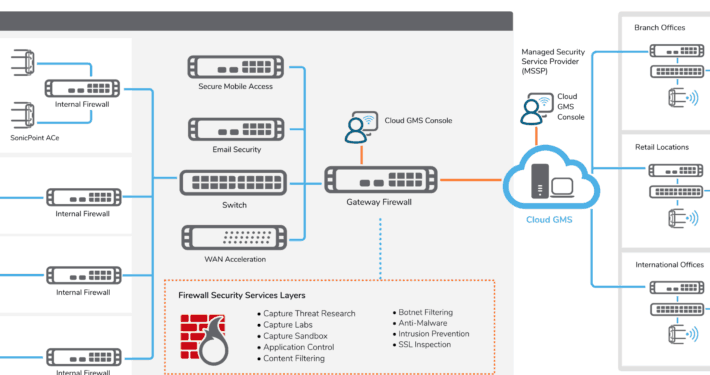 Internal Firewall
SonicPoint ACe
Internal Firewall
Internal Firewall
Internal Firewall
Secure Mobile Access
Email Security
Switch
WAN Acceleration
Cloud GMS Console
Gateway Firewall
Firewall Security Services Layers
• Capture Threat Research
• Capture Labs
• Capture Sandbox
• Application Control
• Content Filtering
• Botnet Filtering
• Anti-Malware
• Intrusion Prevention
• SSL Inspection
Managed Security
Service Provider
(MSSP)
Cloud
GMS
Console
Cloud GMS
Branch Offices
Retail Locations
International Offices